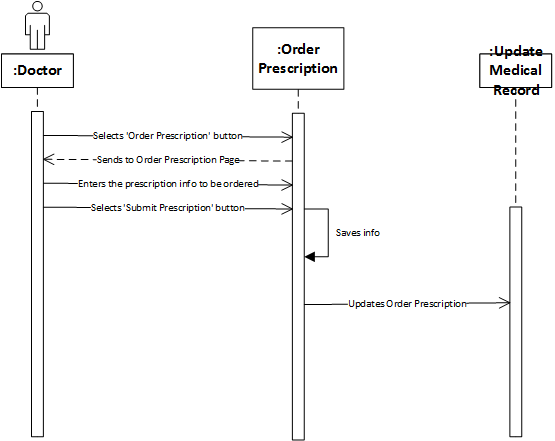 :Doctor
:Order
Prescription
:Update
Medical
Record
Selects 'Order Prescription' button
Sends to Order Prescription Page
Enters the prescription info to be ordered
Selects 'Submit Prescription' button
Saves info
Updates Order Prescription